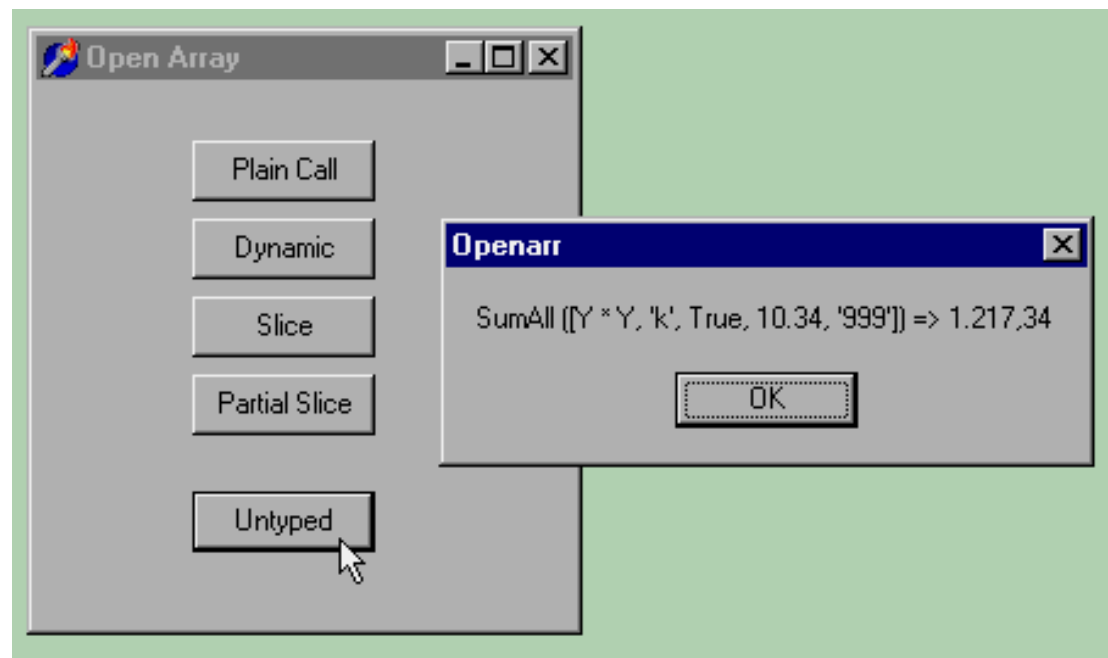 Open Array
Plain Call
Dynamic
Slice
Partial Slice
Untyped
Openarr
SumAll ([Y * Y, 'k', True, 10.34, '999']) => 1.217,34
OK